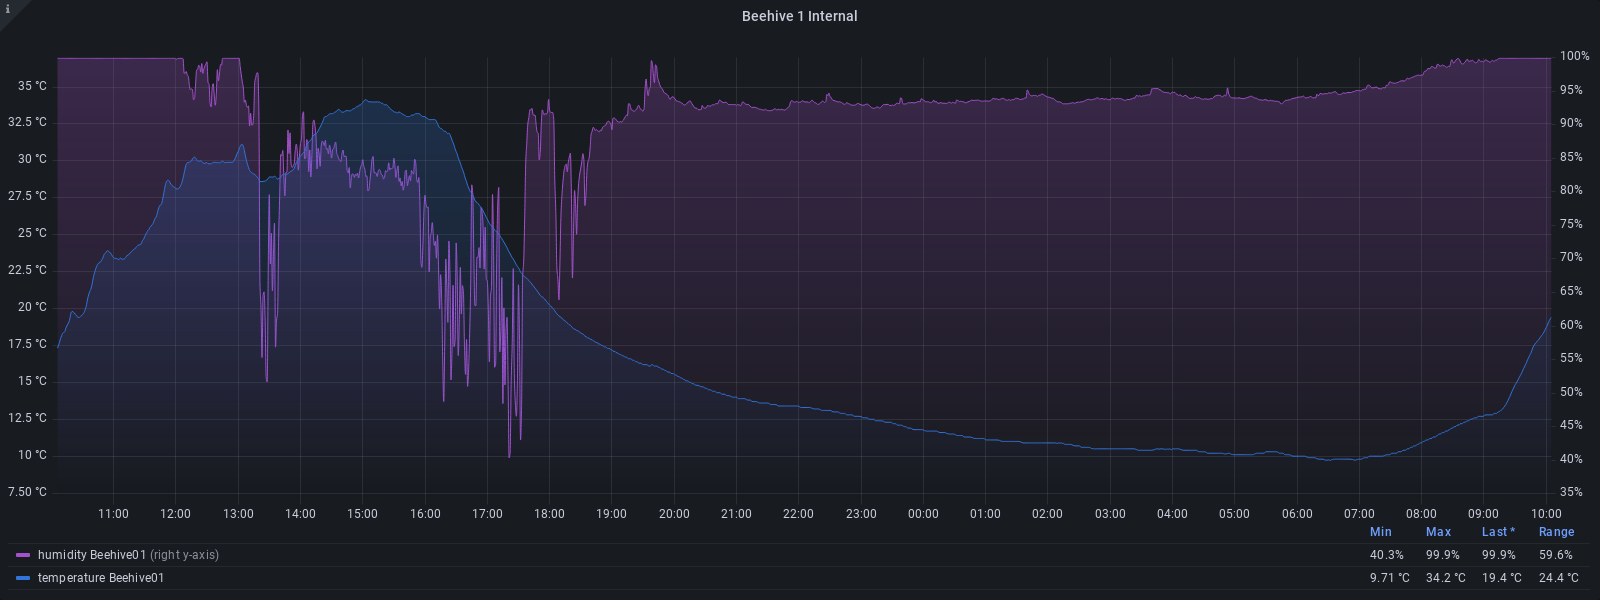 i
Beehive 1 Internal
35 °C
32.5 °C
30 °C
27.5 °C
25 °C
22.5 °C
20 °C
17.5 °C
15 °C
12.5 °C
10 °C
7.50 °C
100%
95%
90%
85%
80%
75%
70%
65%
60%
55%
50%
45%
40%
35%
11:00 12:00 13:00 14:00 15:00 16:00 17:00 18:00 19:00 20:00 21:00 22:00 23:00 00:00 01:00 02:00 03:00 04:00 05:00 06:00 07:00 08:00 09:00 10:00
Min Max Last * Range
humidity Beehive01 (right y-axis) 40.3% 99.9% 99.9% 59.6%
temperature Beehive01 9.71 °C 34.2 °C 19.4 °C 24.4 °C